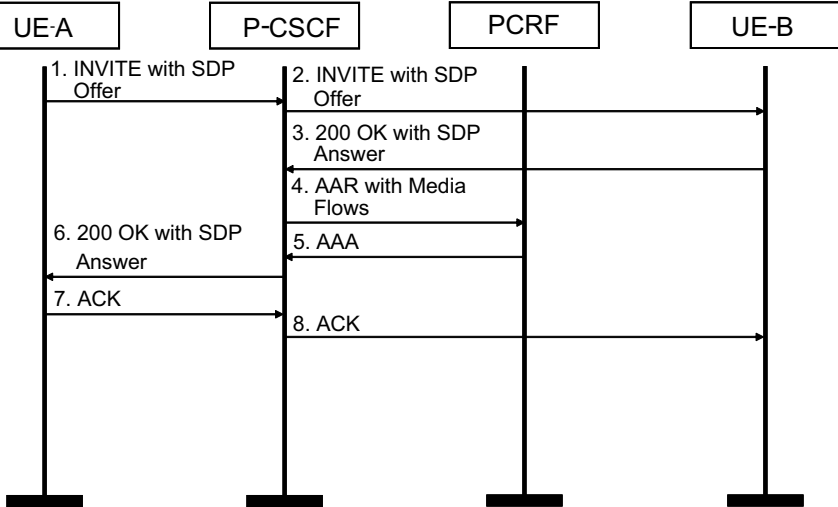 UE-A
P-CSCF
PCRF
UE-B
1. INVITE with SDP
Offer
2. INVITE with SDP
Offer
3. 200 OK with SDP
Answer
4. AAR with Media
Flows
5. AAA
6. 200 OK with SDP
Answer
7. ACK
8. ACK